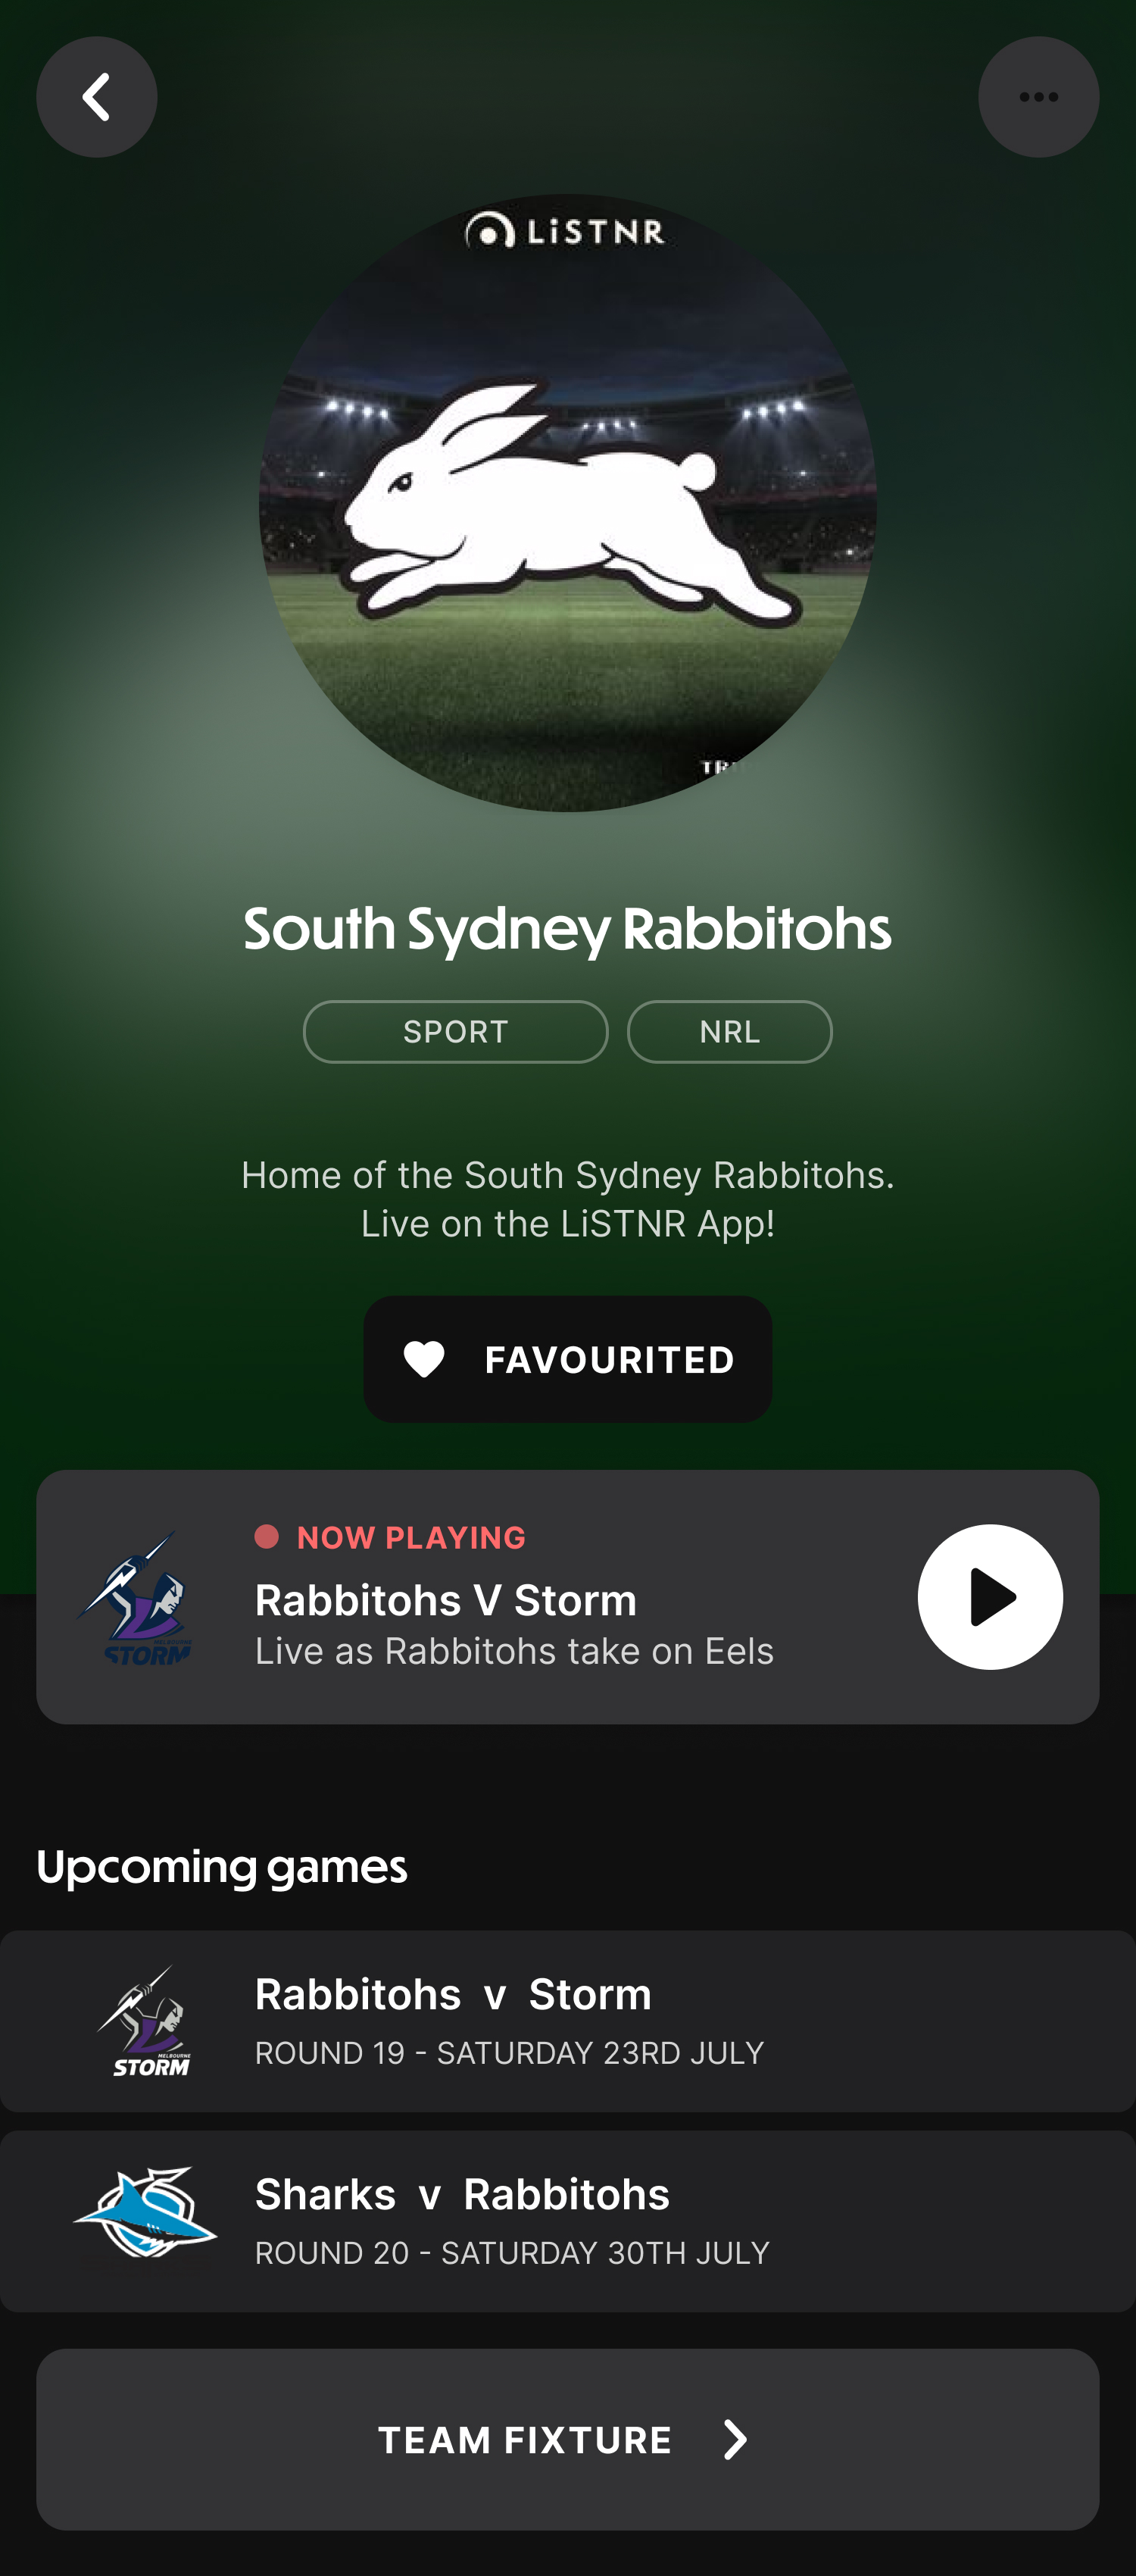 LiSTNR
South Sydney Rabbitohs
SPORT
NRL
Home of the South Sydney Rabbitohs.
Live on the LiSTNR App!
FAVOURITED
NOW PLAYING
Rabbitohs V Storm
Live as Rabbitohs take on Eels
MELBOURNE
STORM
Upcoming games
Rabbitohs v Storm
ROUND 19 - SATURDAY 23RD JULY
MELBOURNE
STORM
Sharks v Rabbitohs
ROUND 20 - SATURDAY 30TH JULY
TEAM FIXTURE